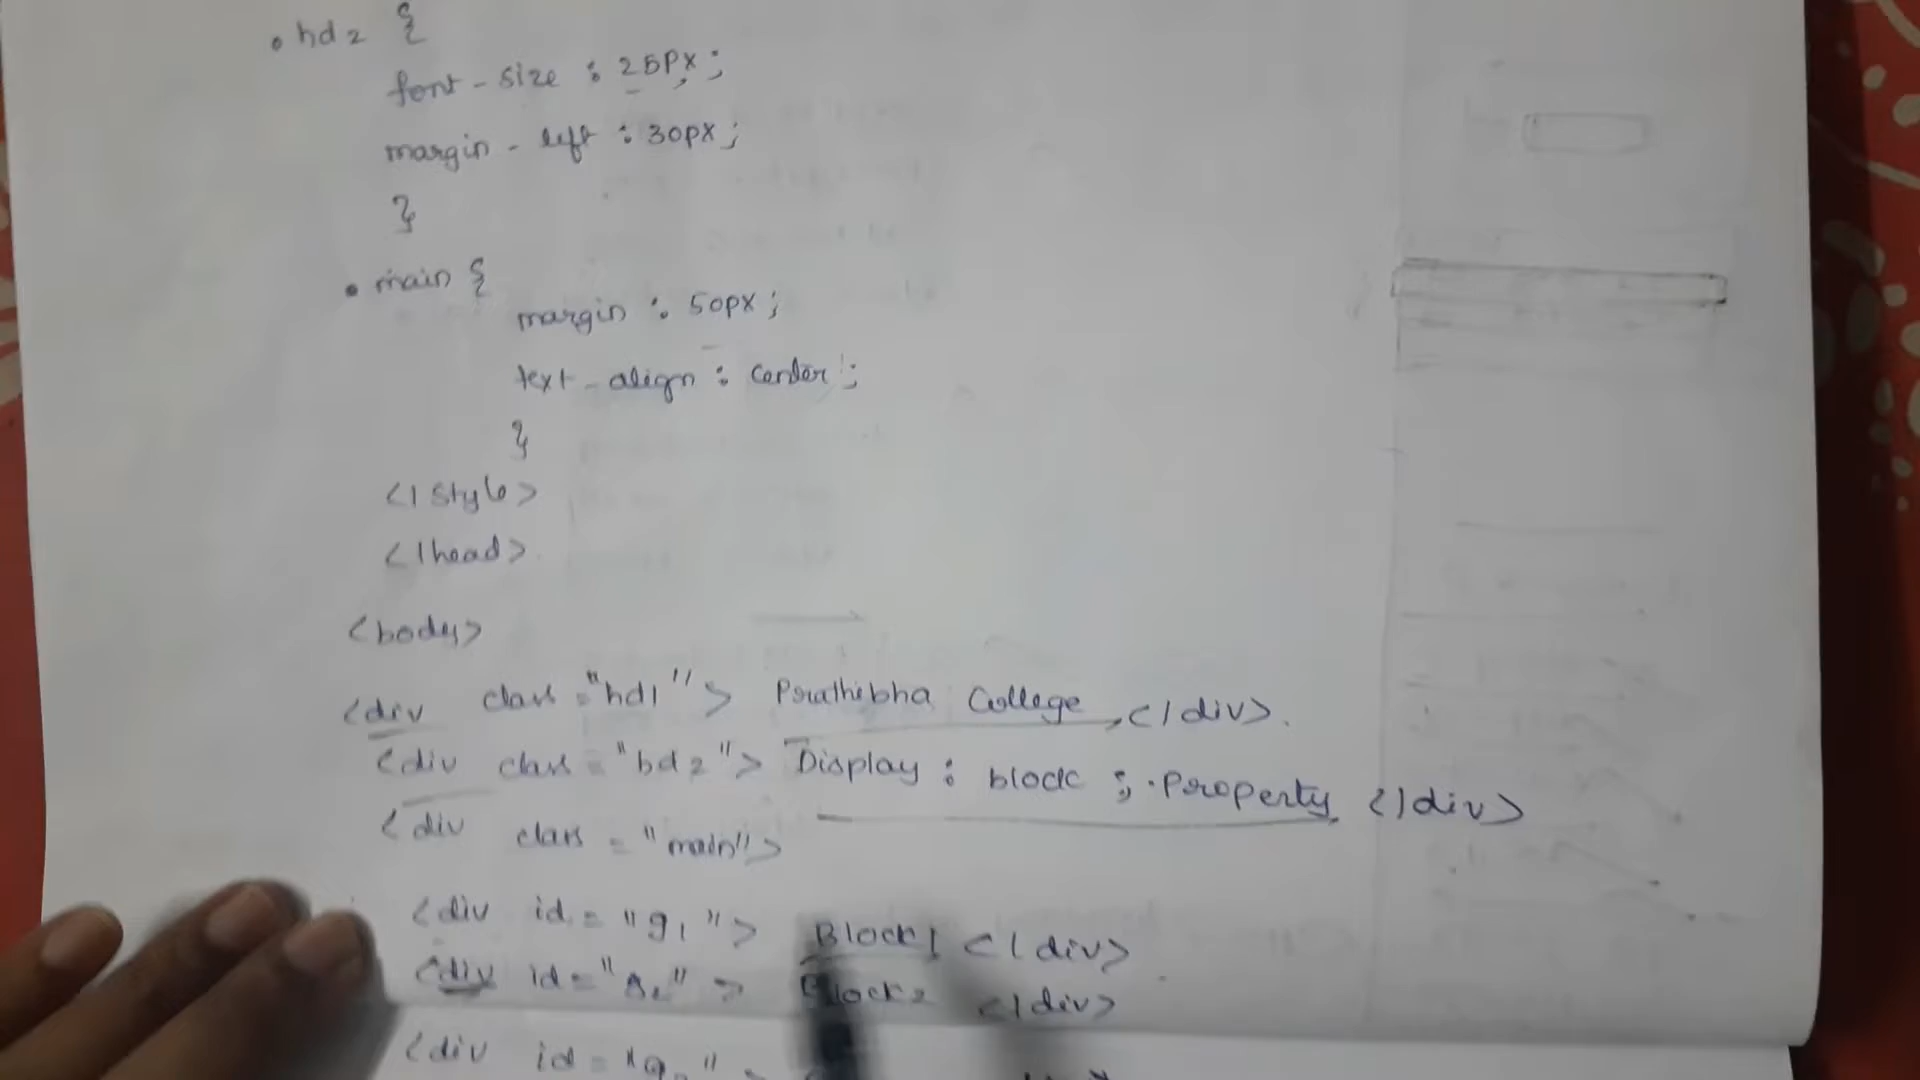 .hd2 {
font-size : 25Px;
margin-left : 30px;
}
.main {
margin : 50px;
text-align : center;
}
</style>
</head>
<body>
<div class="hd1"> Prathibha College </div>
<div class="hd2"> Display : block ; Property </div>
<div class="main">
<div id="g1"> Block1 </div>
<div id="g2"> Block2 </div>
<div id=